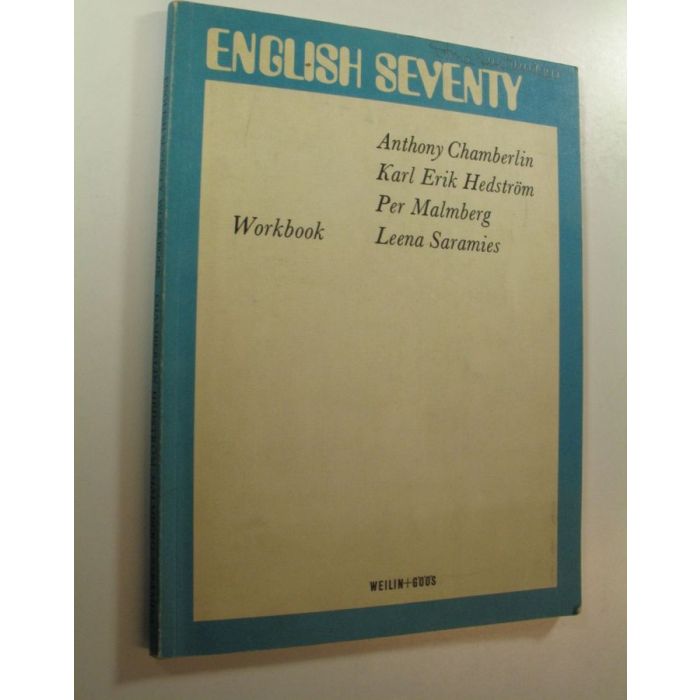 ENGLISH SEVENTY
Workbook
Anthony Chamberlin
Karl Erik Hedström
Per Malmberg
Leena Saramies
WEILIN+GÖÖS